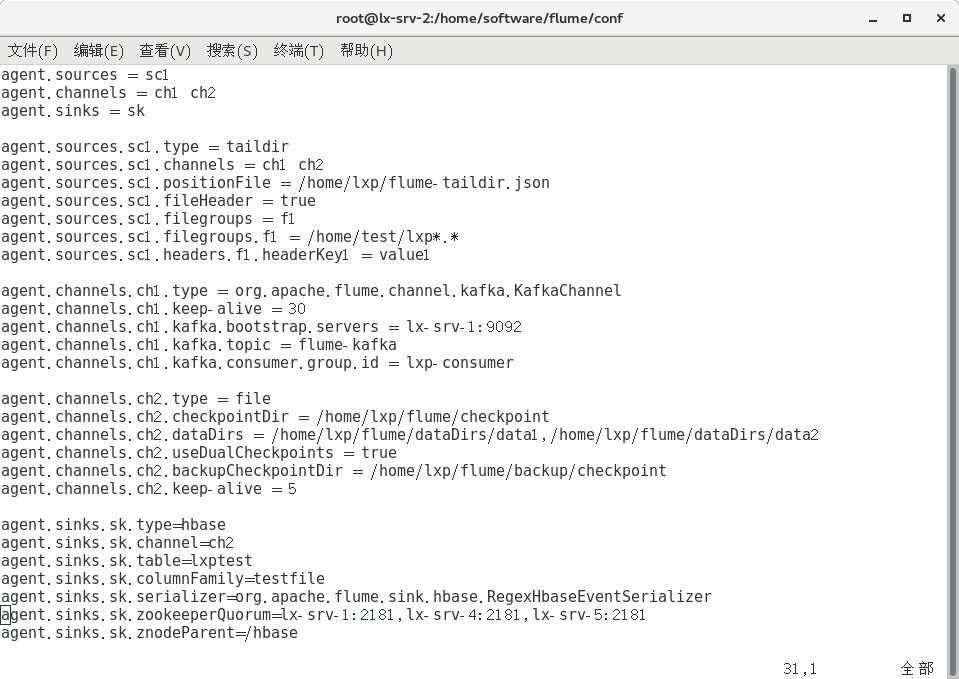 root@lx-srv-2:/home/software/flume/conf
文件(F) 编辑(E) 查看(V) 搜索(S) 终端(T) 帮助(H)
agent.sources = sc1
agent.channels = ch1 ch2
agent.sinks = sk
agent.sources.sc1.type = taildir
agent.sources.sc1.channels = ch1 ch2
agent.sources.sc1.positionFile = /home/lxp/flume-taildir.json
agent.sources.sc1.fileHeader = true
agent.sources.sc1.filegroups = f1
agent.sources.sc1.filegroups.f1 = /home/test/lxp*.*
agent.sources.sc1.headers.f1.headerKey1 = value1
agent.channels.ch1.type = org.apache.flume.channel.kafka.KafkaChannel
agent.channels.ch1.keep-alive = 30
agent.channels.ch1.kafka.bootstrap.servers = lx-srv-1:9092
agent.channels.ch1.kafka.topic = flume-kafka
agent.channels.ch1.kafka.consumer.group.id = lxp-consumer
agent.channels.ch2.type = file
agent.channels.ch2.checkpointDir = /home/lxp/flume/checkpoint
agent.channels.ch2.dataDirs = /home/lxp/flume/dataDirs/data1,/home/lxp/flume/dataDirs/data2
agent.channels.ch2.useDualCheckpoints = true
agent.channels.ch2.backupCheckpointDir = /home/lxp/flume/backup/checkpoint
agent.channels.ch2.keep-alive = 5
agent.sinks.sk.type=hbase
agent.sinks.sk.channel=ch2
agent.sinks.sk.table=lxptest
agent.sinks.sk.columnFamily=testfile
agent.sinks.sk.serializer=org.apache.flume.sink.hbase.RegexHbaseEventSerializer
agent.sinks.sk.zookeeperQuorum=lx-srv-1:2181,lx-srv-4:2181,lx-srv-5:2181
agent.sinks.sk.znodeParent=/hbase
31,1 全部